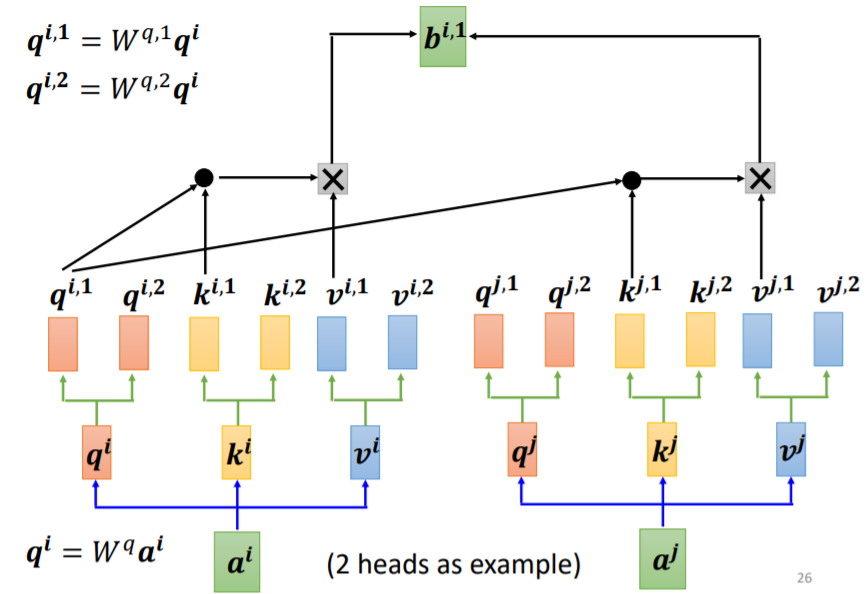 q^{i,1} = W^{q,1}q^i
q^{i,2} = W^{q,2}q^i
b^{i,1}
q^{i,1} q^{i,2} k^{i,1} k^{i,2} v^{i,1} v^{i,2} q^{j,1} q^{j,2} k^{j,1} k^{j,2} v^{j,1} v^{j,2}
q^i k^i v^i q^j k^j v^j
q^i = W^q a^i
a^i
(2 heads as example)
a^j
26